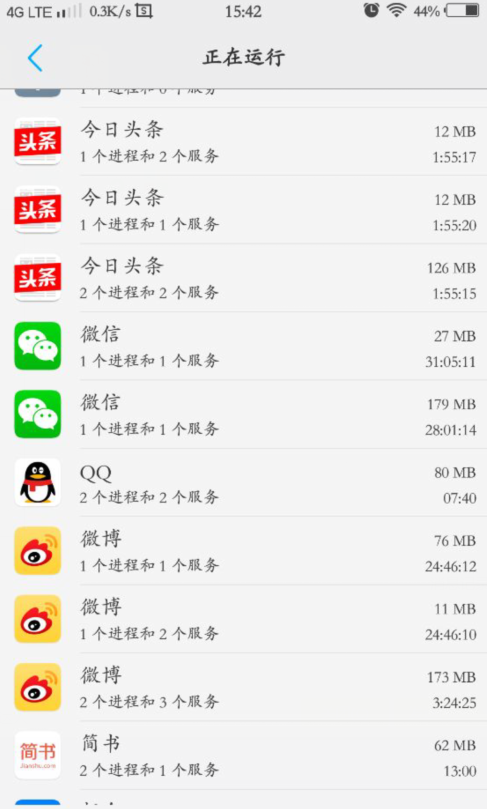 4G LTE 0.3K/s 15:42 44%
正在运行
1 个进程和 0 个服务
今日头条 12 MB
1 个进程和 2 个服务 1:55:17
头条
今日头条 12 MB
1 个进程和 1 个服务 1:55:20
头条
今日头条 126 MB
2 个进程和 2 个服务 1:55:15
头条
微信 27 MB
1 个进程和 1 个服务 31:05:11
微信 179 MB
1 个进程和 1 个服务 28:01:14
QQ 80 MB
2 个进程和 2 个服务 07:40
微博 76 MB
1 个进程和 1 个服务 24:46:12
微博 11 MB
1 个进程和 2 个服务 24:46:10
微博 173 MB
2 个进程和 3 个服务 3:24:25
简书 62 MB
简书
Jianshu.com
2 个进程和 1 个服务 13:00